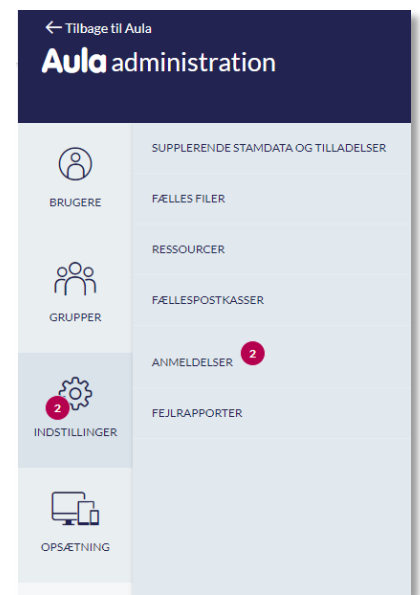 ← Tilbage til Aula
Aula administration
BRUGERE
GRUPPER
2
INDSTILLINGER
OPSÆTNING
SUPPLERENDE STAMDATA OG TILLADELSER
FÆLLES FILER
RESSOURCER
FÆLLESPOSTKASSER
ANMELDELSER 2
FEJLRAPPORTER